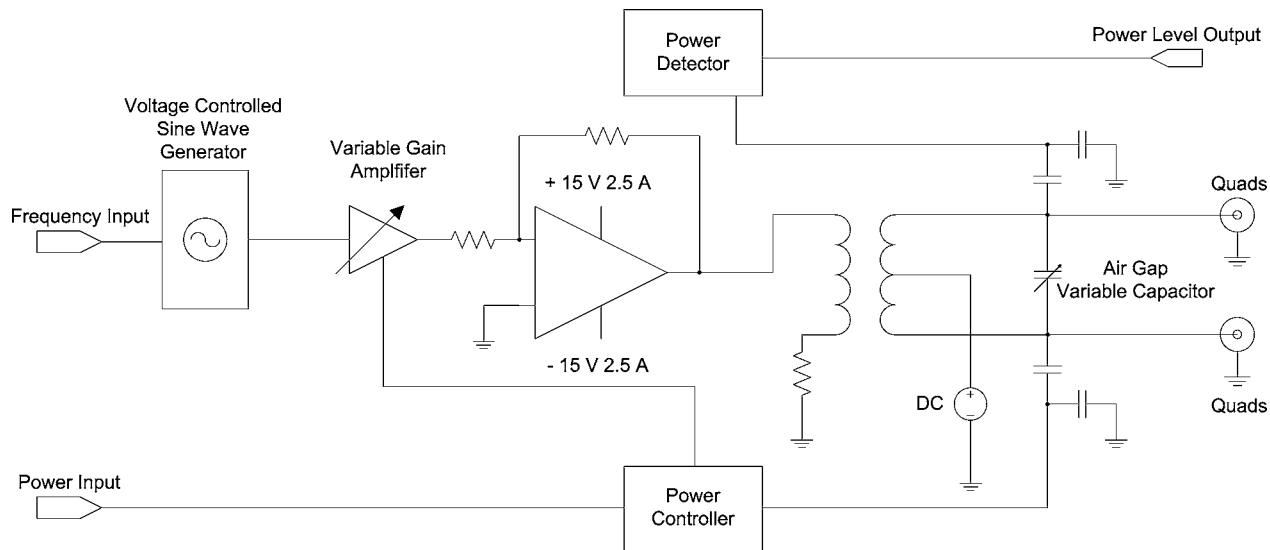 Power
Detector
Power Level Output
Voltage Controlled
Sine Wave
Generator
Variable Gain
Amplfifer
+ 15 V 2.5 A
Quads
Frequency Input
Air Gap
Variable Capacitor
- 15 V 2.5 A
DC
+
−
Quads
Power Input
Power
Controller